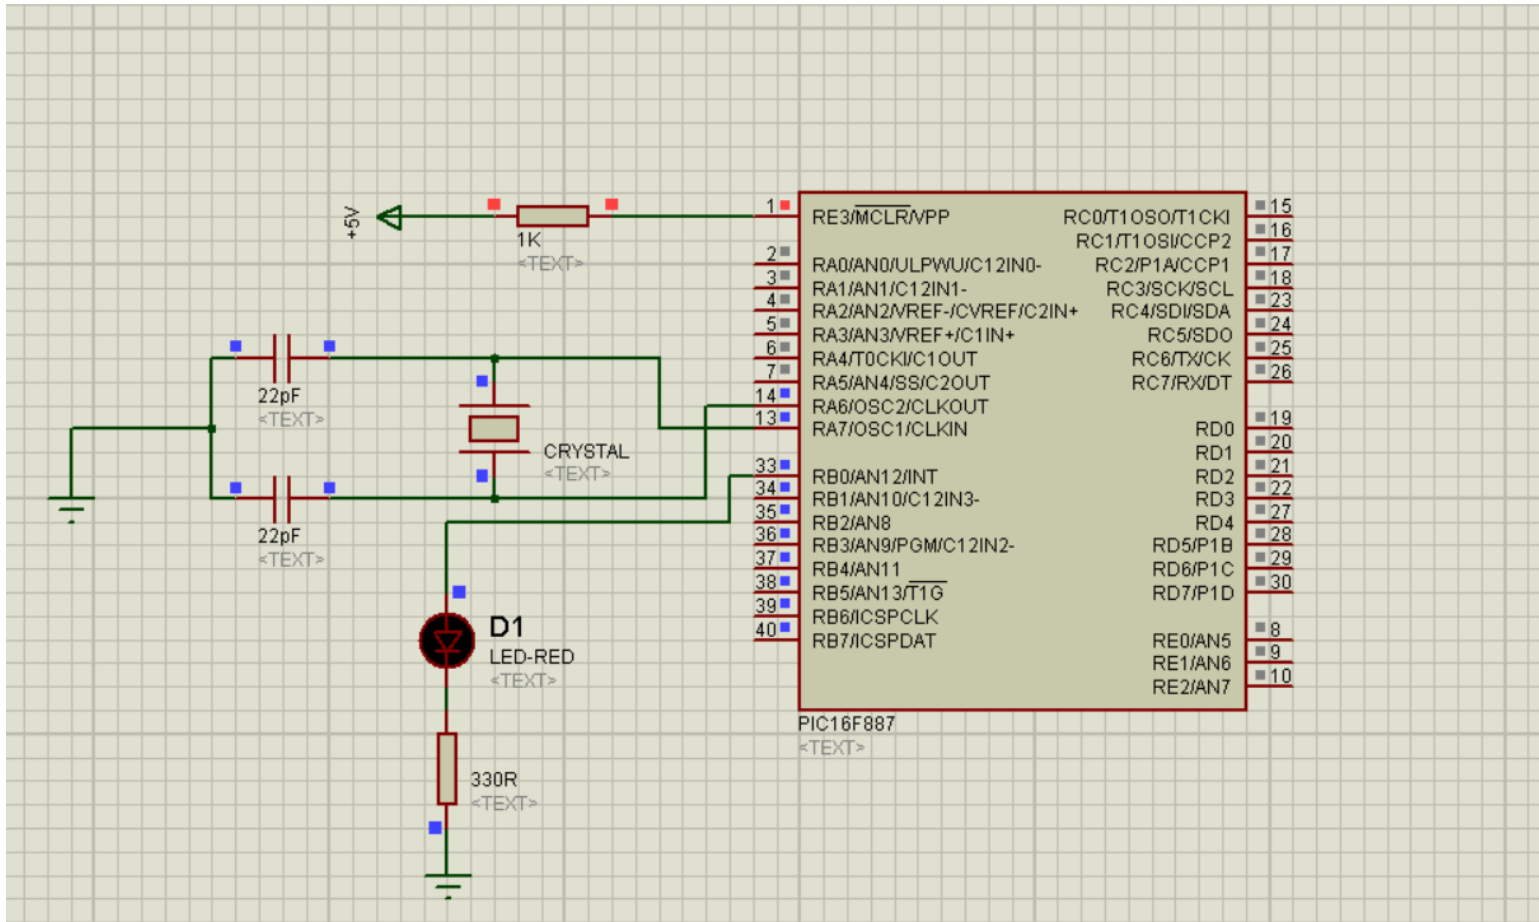 +5V
1K
<TEXT>
22pF
<TEXT>
CRYSTAL
<TEXT>
22pF
<TEXT>
D1
LED-RED
<TEXT>
330R
<TEXT>
1 RE3/MCLR/VPP
2 RA0/AN0/ULPWU/C12IN0-
3 RA1/AN1/C12IN1-
4 RA2/AN2/VREF-/CVREF/C2IN+
5 RA3/AN3/VREF+/C1IN+
6 RA4/T0CKI/C1OUT
7 RA5/AN4/SS/C2OUT
14 RA6/OSC2/CLKOUT
13 RA7/OSC1/CLKIN
33 RB0/AN12/INT
34 RB1/AN10/C12IN3-
35 RB2/AN8
36 RB3/AN9/PGM/C12IN2-
37 RB4/AN11
38 RB5/AN13/T1G
39 RB6/ICSPCLK
40 RB7/ICSPDAT
RC0/T1OSO/T1CKI 15
RC1/T1OSI/CCP2 16
RC2/P1A/CCP1 17
RC3/SCK/SCL 18
RC4/SDI/SDA 23
RC5/SDO 24
RC6/TX/CK 25
RC7/RX/DT 26
RD0 19
RD1 20
RD2 21
RD3 22
RD4 27
RD5/P1B 28
RD6/P1C 29
RD7/P1D 30
RE0/AN5 8
RE1/AN6 9
RE2/AN7 10
PIC16F887
<TEXT>